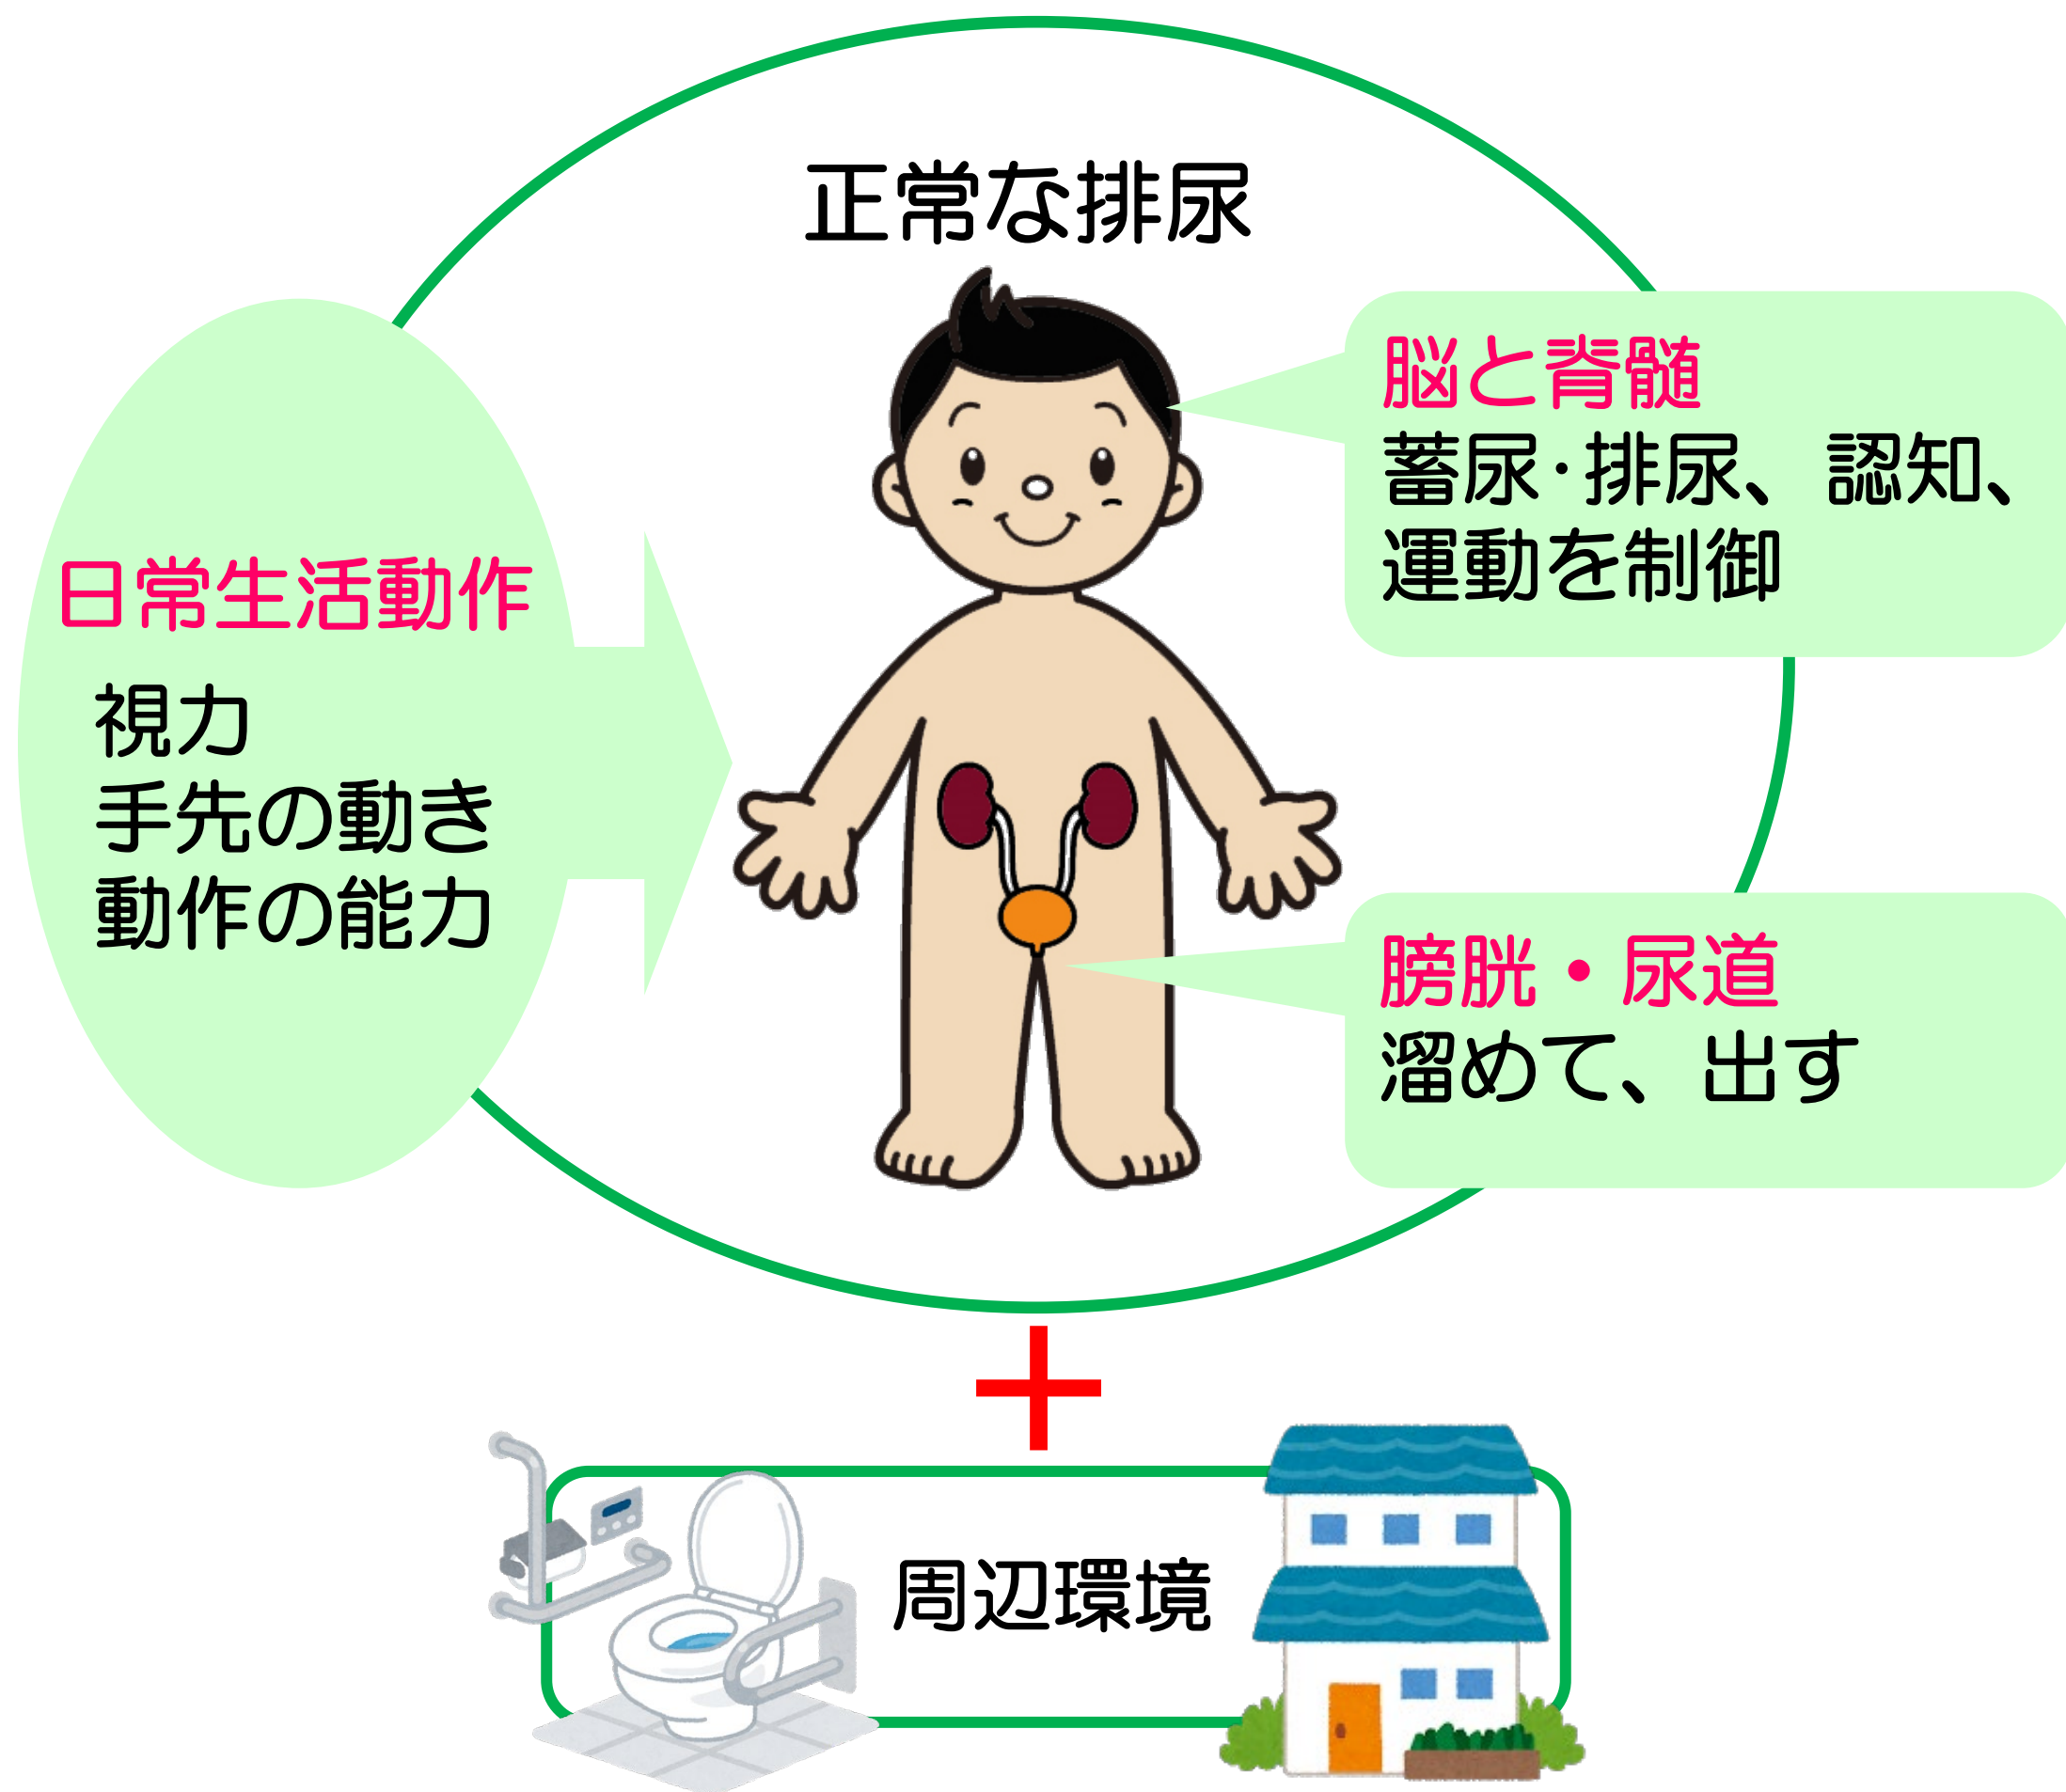 正常な排尿
脳と脊髄
蓄尿・排尿、認知、
運動を制御
日常生活動作
視力
手先の動き
動作の能力
膀胱・尿道
溜めて、出す
周辺環境